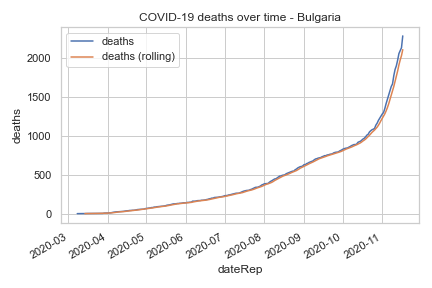 COVID-19 deaths over time - Bulgaria
deaths
deaths (rolling)
2000
1500
1000
500
0
deaths
2020-03
2020-04
2020-05
2020-06
2020-07
2020-08
2020-09
2020-10
2020-11
dateRep